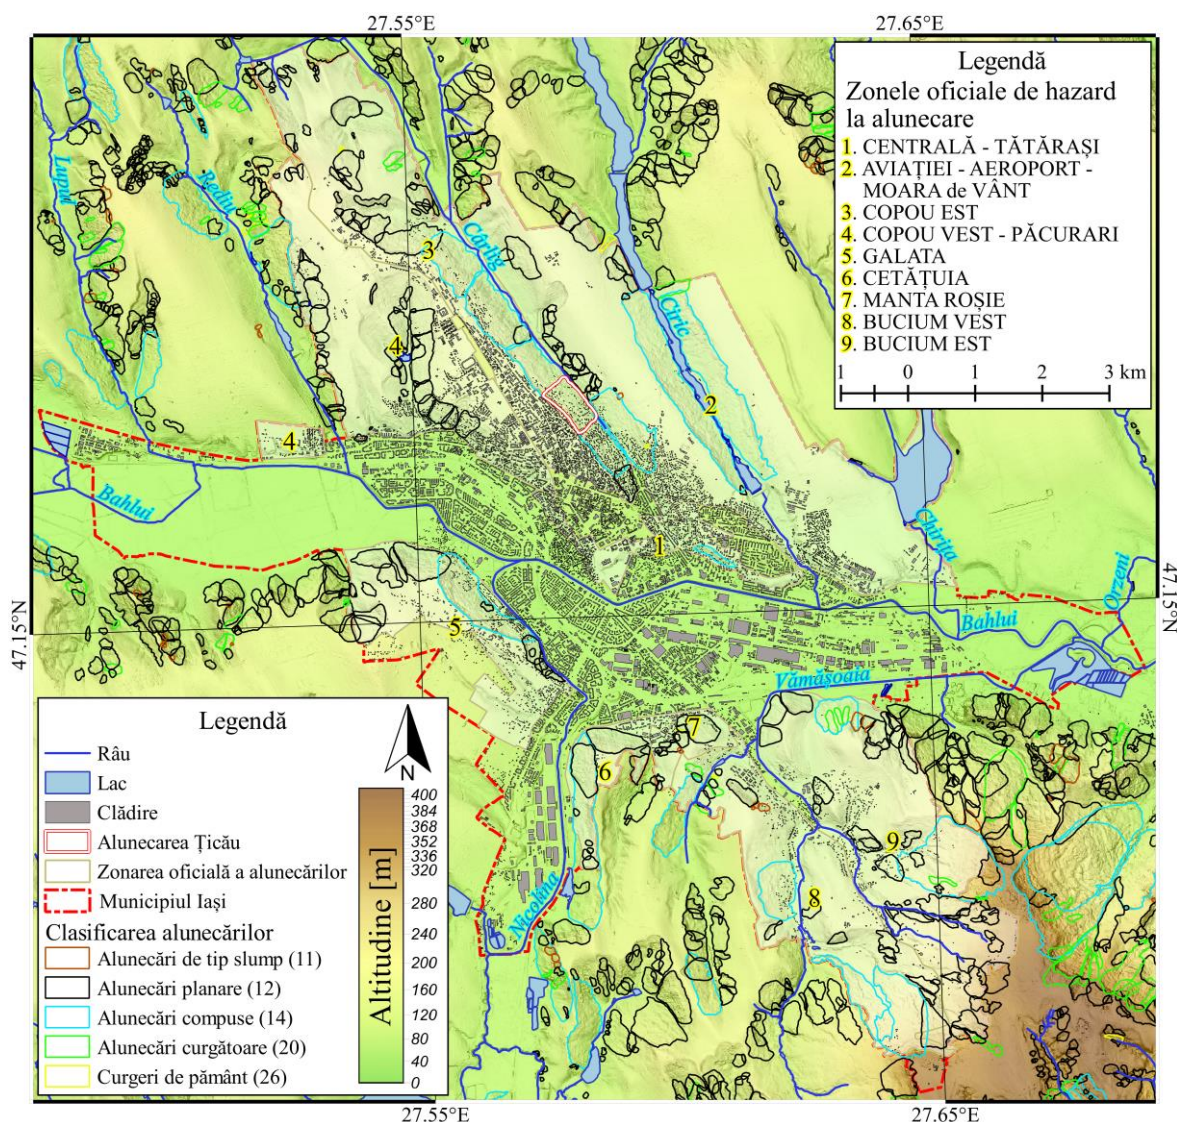 27.55°E
27.65°E
Legendă
Zonele oficiale de hazard
la alunecare
1. CENTRALĂ - TĂTĂRAȘI
2. AVIAȚIEI - AEROPORT -
MOARA de VÂNT
3. COPOU EST
4. COPOU VEST - PĂCURARI
5. GALATA
6. CETĂȚUIA
7. MANTA ROȘIE
8. BUCIUM VEST
9. BUCIUM EST
1 0 1 2 3 km
Lupul
Rediu
Cârlig
Ciric
3
4
2
4
Bahlui
Chirița
1
Orzeni
47.15°N
47.15°N
5
Bahlui
Vămășoaia
7
6
9
8
Nicolina
Legendă
Râu
Lac
Clădire
Alunecarea Țicău
Zonarea oficială a alunecărilor
Municipiul Iași
Clasificarea alunecărilor
Alunecări de tip slump (11)
Alunecări planare (12)
Alunecări compuse (14)
Alunecări curgătoare (20)
Curgeri de pământ (26)
N
Altitudine [m]
400
384
368
352
336
320
280
240
200
160
120
80
40
0
27.55°E
27.65°E